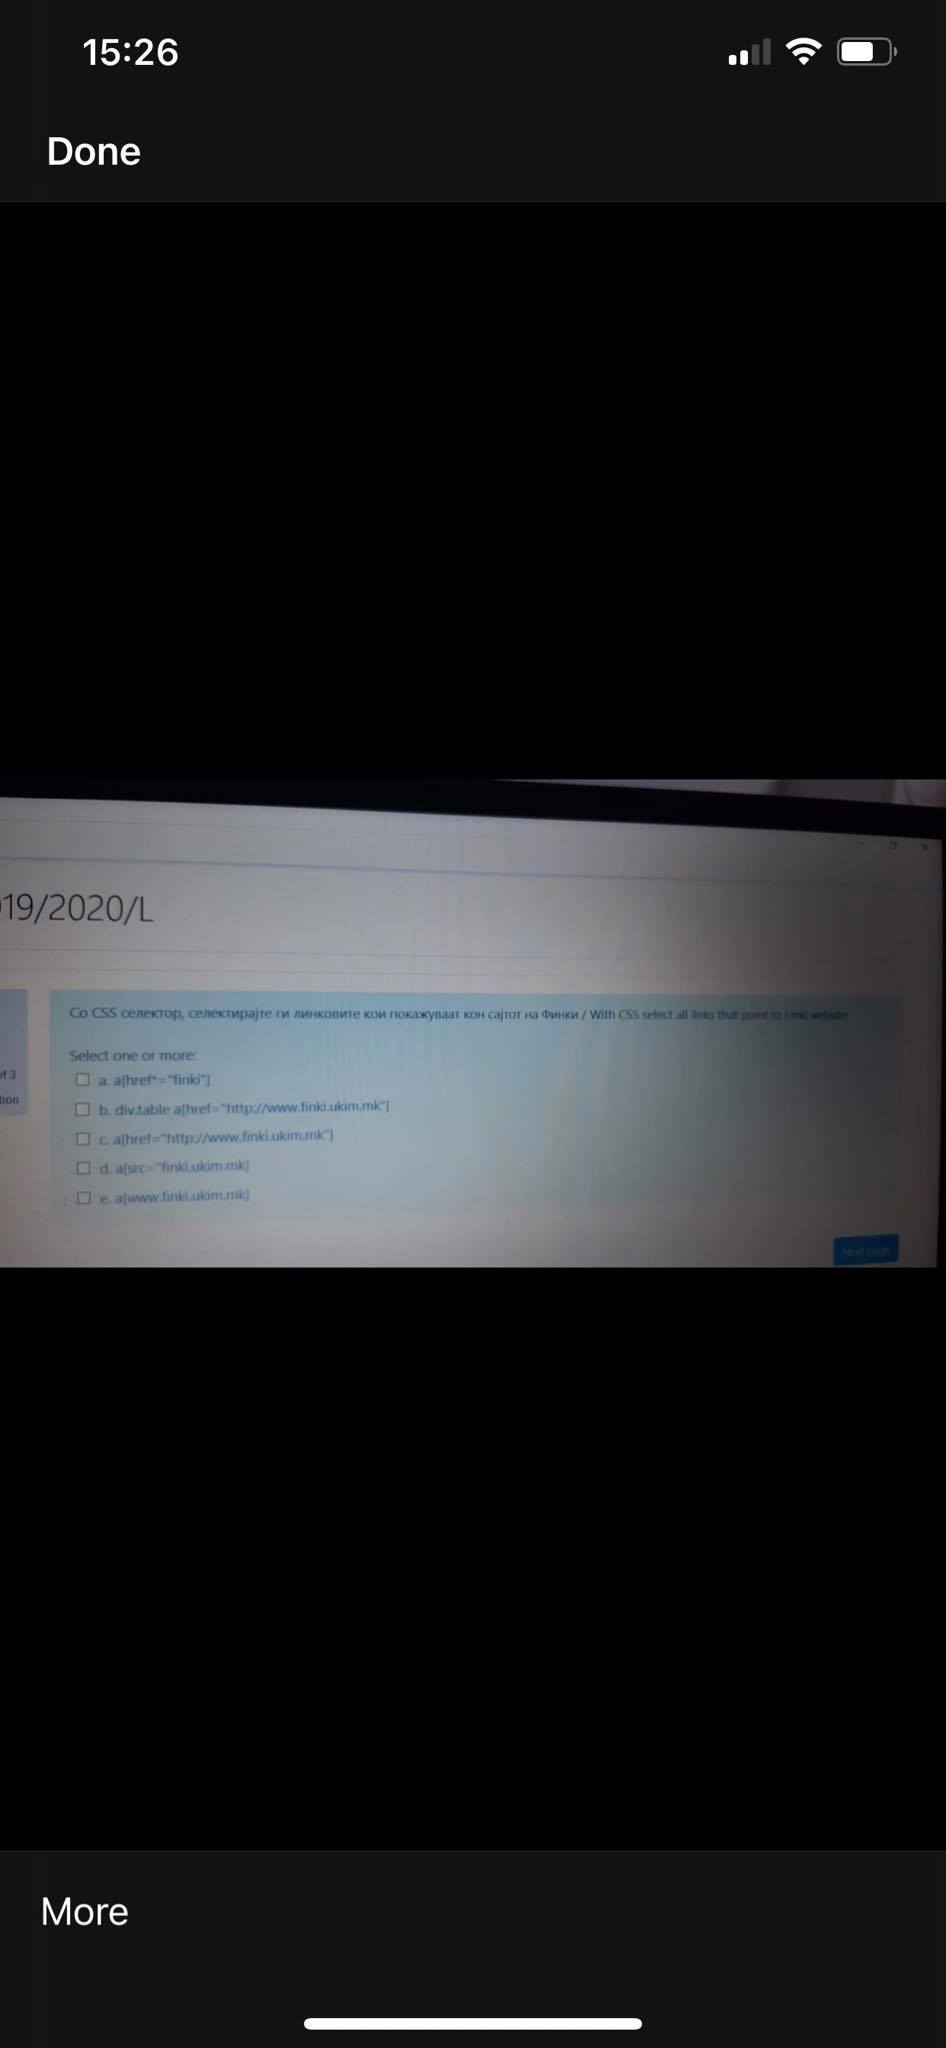 15:26
Done
19/2020/L
Со CSS селектор, селектирајте ги линковите кои покажуваат кон сајтот на Финки / With CSS select all links that point to Finki website
of 3
tion
Select one or more:
a. a[href*="finki"]
b. div.table a[href="http://www.finki.ukim.mk"]
c. a[href="http://www.finki.ukim.mk"]
d. a[src="finki.ukim.mk]
e. a[www.finki.ukim.mk]
Next page
More